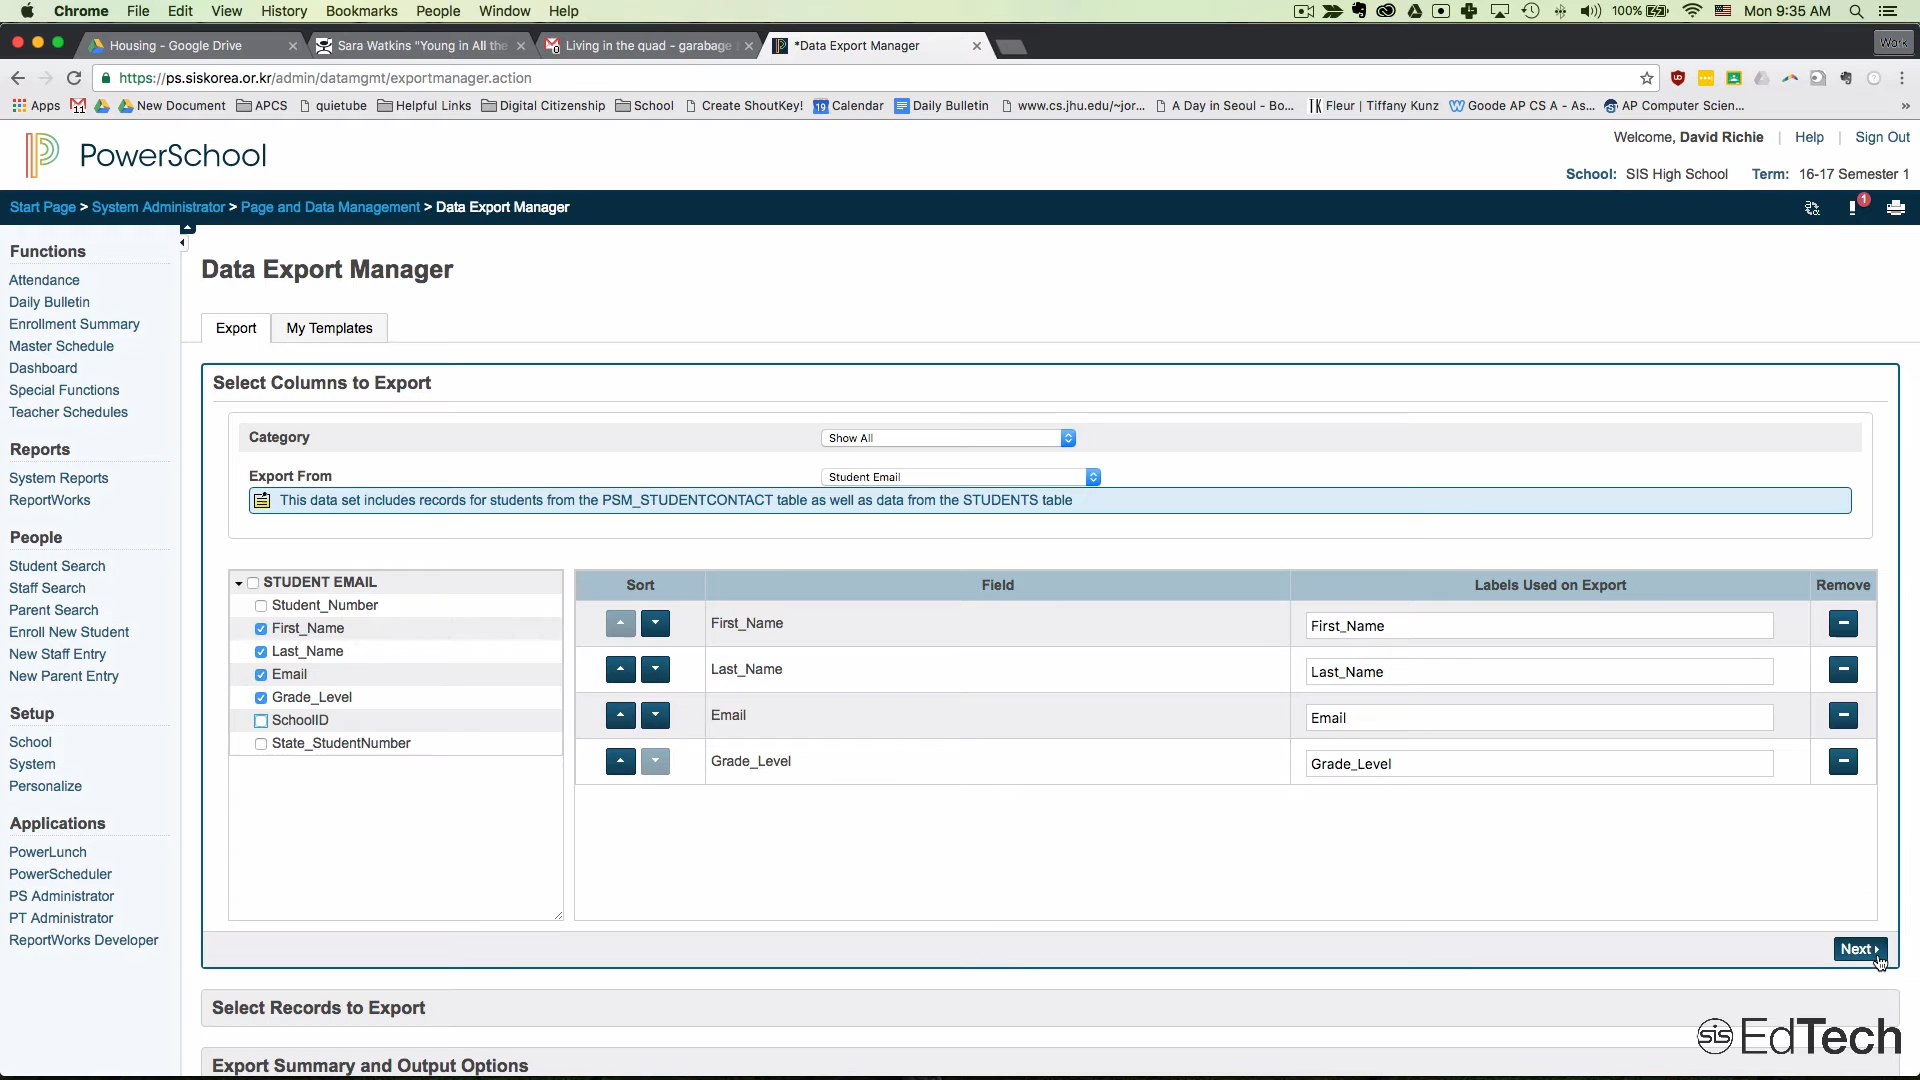 Chrome File Edit View History Bookmarks People Window Help 100% Mon 9:35 AM
Housing - Google Drive Sara Watkins "Young in All the Living in the quad - garabage *Data Export Manager Work
https://ps.siskorea.or.kr/admin/datamgmt/exportmanager.action
Apps 11 New Document APCS quietube Helpful Links Digital Citizenship School Create ShoutKey! 19 Calendar Daily Bulletin www.cs.jhu.edu/~jor... A Day in Seoul - Bo... Fleur | Tiffany Kunz Goode AP CS A - As... AP Computer Scien... »
PowerSchool
Welcome, David Richie | Help | Sign Out
School: SIS High School Term: 16-17 Semester 1
Start Page > System Administrator > Page and Data Management > Data Export Manager 1
Functions
Attendance
Daily Bulletin
Enrollment Summary
Master Schedule
Dashboard
Special Functions
Teacher Schedules
Reports
System Reports
ReportWorks
People
Student Search
Staff Search
Parent Search
Enroll New Student
New Staff Entry
New Parent Entry
Setup
School
System
Personalize
Applications
PowerLunch
PowerScheduler
PS Administrator
PT Administrator
ReportWorks Developer
Data Export Manager
Export My Templates
Select Columns to Export
Category Show All
Export From Student Email
This data set includes records for students from the PSM_STUDENTCONTACT table as well as data from the STUDENTS table
STUDENT EMAIL
Student_Number
First_Name
Last_Name
Email
Grade_Level
SchoolID
State_StudentNumber
Sort Field Labels Used on Export Remove
First_Name First_Name
Last_Name Last_Name
Email Email
Grade_Level Grade_Level
Next
Select Records to Export
Export Summary and Output Options
SIS EdTech